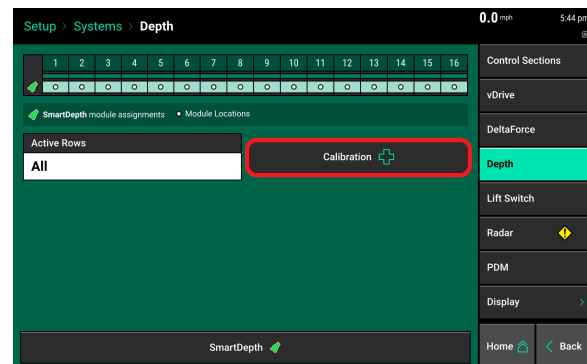 Setup > Systems > Depth
0.0 mph 5:44 pm
1 2 3 4 5 6 7 8 9 10 11 12 13 14 15 16
SmartDepth module assignments Module Locations
Active Rows
All
Calibration
SmartDepth
Control Sections
vDrive
DeltaForce
Depth
Lift Switch
Radar
PDM
Display >
Home < Back